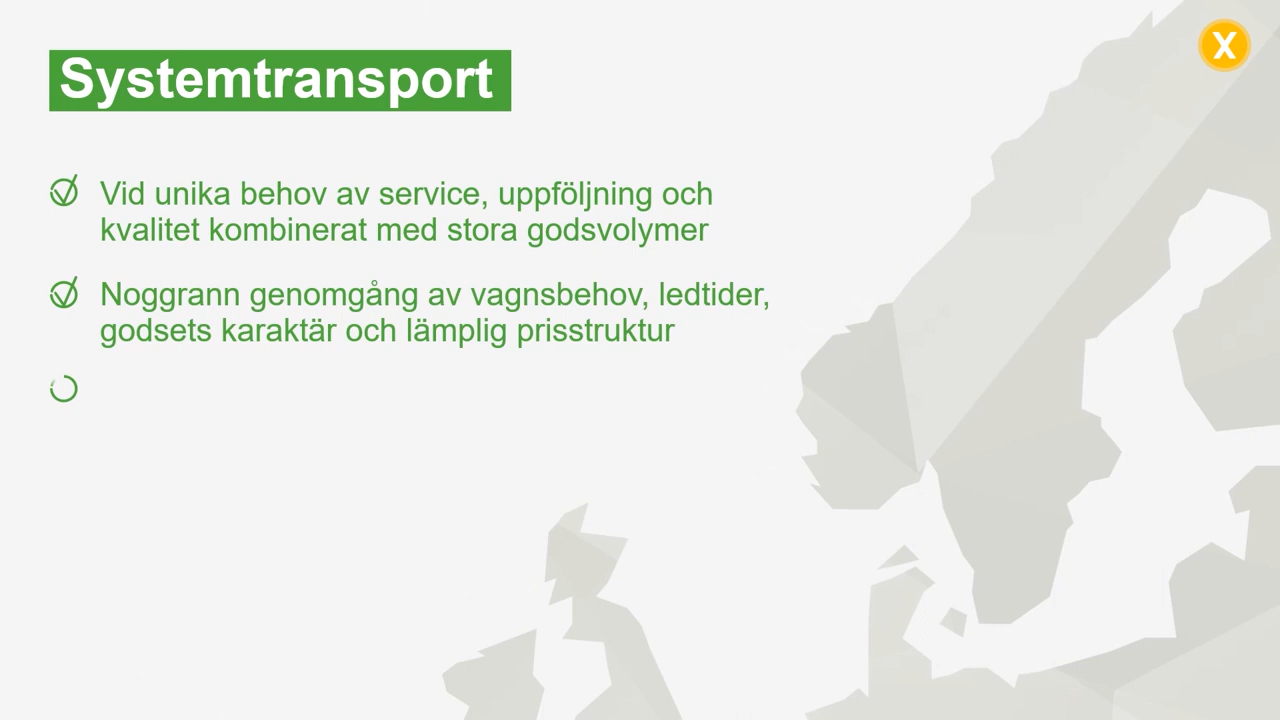 Systemtransport
X
Vid unika behov av service, uppföljning och
kvalitet kombinerat med stora godsvolymer
Noggrann genomgång av vagnsbehov, ledtider,
godsets karaktär och lämplig prisstruktur